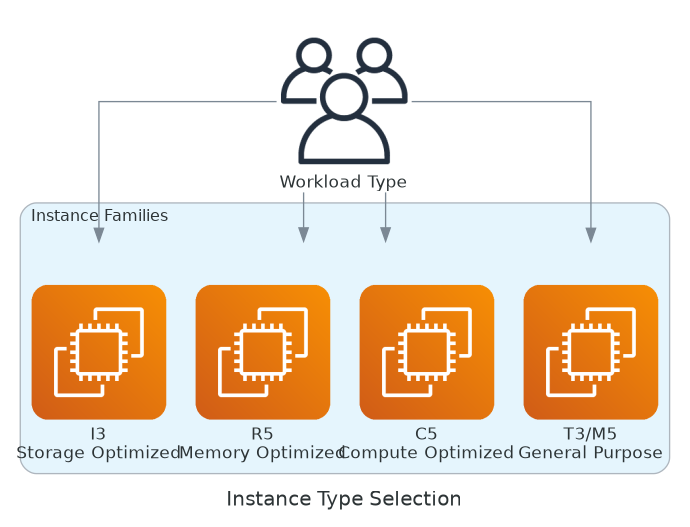 Workload Type
Instance Families
I3
Storage Optimized
R5
Memory Optimized
C5
Compute Optimized
T3/M5
General Purpose
Instance Type Selection